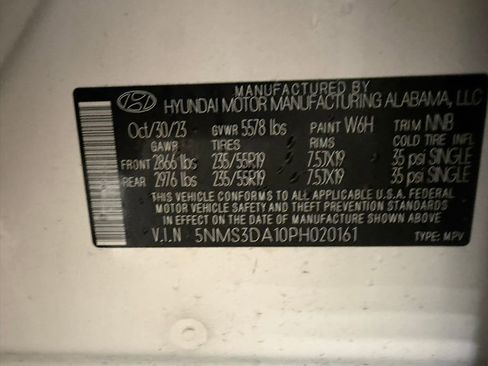 MANUFACTURED BY
HYUNDAI MOTOR MANUFACTURING ALABAMA, LLC
Oct/30/23 GVWR 5578 lbs PAINT W6H TRIM NNB
GAWR TIRES RIMS COLD TIRE INFL
FRONT 2866 lbs 235/55R19 7.5JX19 35 psi SINGLE
REAR 2976 lbs 235/55R19 7.5JX19 35 psi SINGLE
THIS VEHICLE CONFORMS TO ALL APPLICABLE U.S.A. FEDERAL
MOTOR VEHICLE SAFETY AND THEFT PREVENTION STANDARDS
IN EFFECT ON THE DATE OF MANUFACTURE SHOWN ABOVE.
V.I.N 5NMS3DA10PH020161 TYPE: MPV